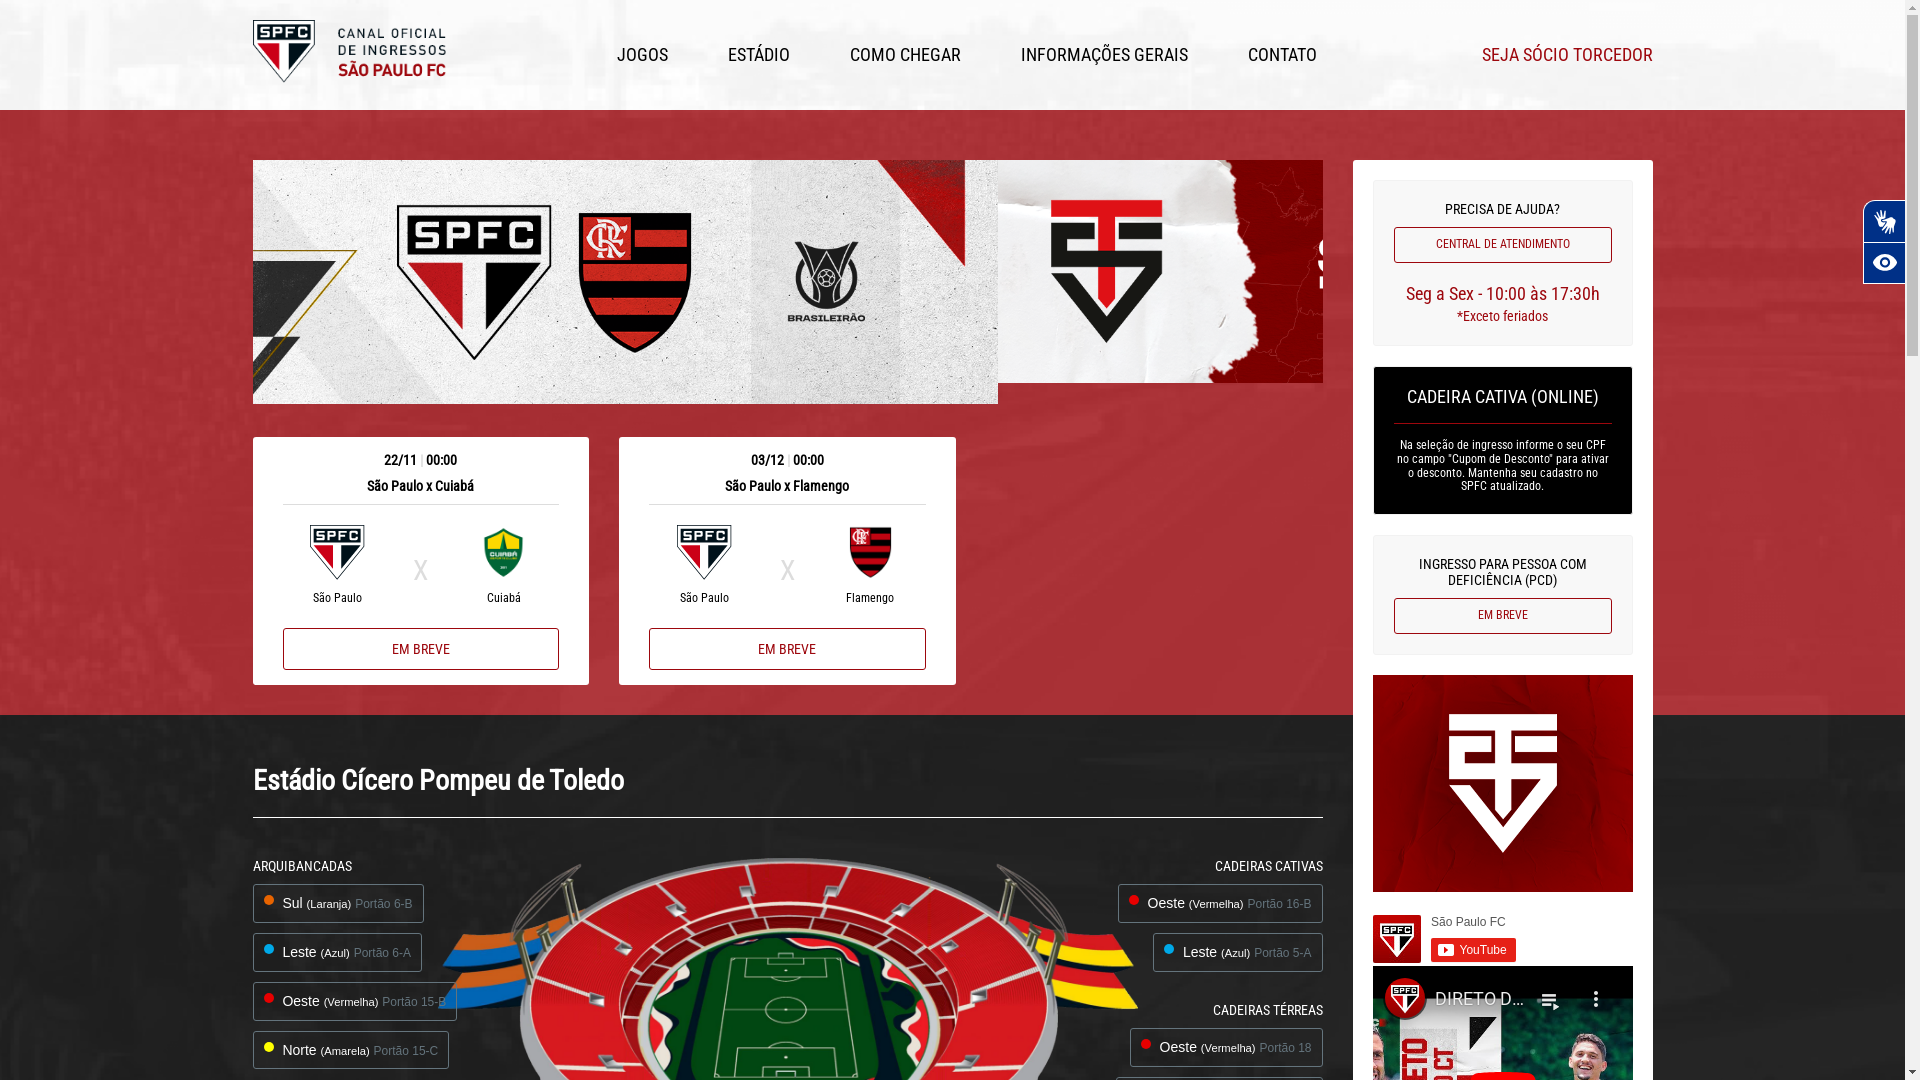 SPFC
CANAL OFICIAL
DE INGRESSOS
SÃO PAULO FC
JOGOS
ESTÁDIO
COMO CHEGAR
INFORMAÇÕES GERAIS
CONTATO
SEJA SÓCIO TORCEDOR
SPFC
BRASILEIRÃO
22/11 | 00:00
São Paulo x Cuiabá
SPFC
CUIABÁ
X
São Paulo
Cuiabá
EM BREVE
03/12 | 00:00
São Paulo x Flamengo
SPFC
X
São Paulo
Flamengo
EM BREVE
PRECISA DE AJUDA?
CENTRAL DE ATENDIMENTO
Seg a Sex - 10:00 às 17:30h
*Exceto feriados
CADEIRA CATIVA (ONLINE)
Na seleção de ingresso informe o seu CPF
no campo "Cupom de Desconto" para ativar
o desconto. Mantenha seu cadastro no
SPFC atualizado.
INGRESSO PARA PESSOA COM
DEFICIÊNCIA (PCD)
EM BREVE
Estádio Cícero Pompeu de Toledo
ARQUIBANCADAS
Sul (Laranja) Portão 6-B
Leste (Azul) Portão 6-A
Oeste (Vermelha) Portão 15-B
Norte (Amarela) Portão 15-C
CADEIRAS CATIVAS
Oeste (Vermelha) Portão 16-B
Leste (Azul) Portão 5-A
CADEIRAS TÉRREAS
Oeste (Vermelha) Portão 18
SPFC
São Paulo FC
YouTube
SPFC
DIRETO D...